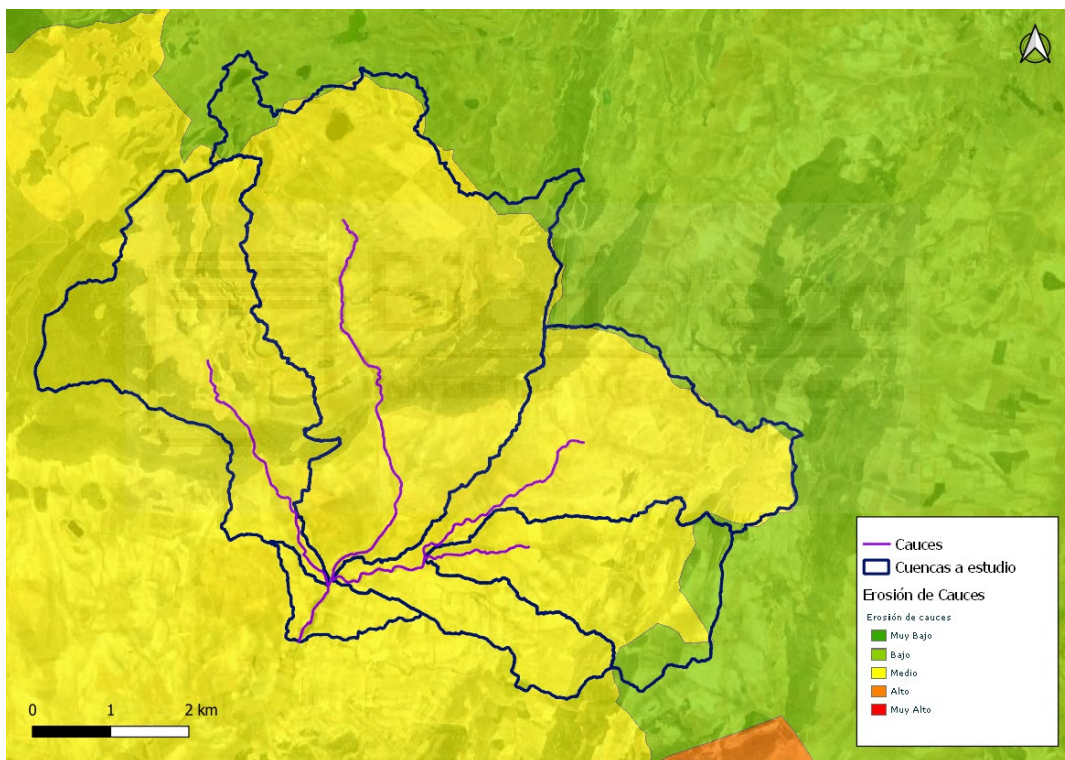 0 1 2 km
Cauces
Cuencas a estudio
Erosión de Cauces
Erosión de cauces
Muy Bajo
Bajo
Medio
Alto
Muy Alto